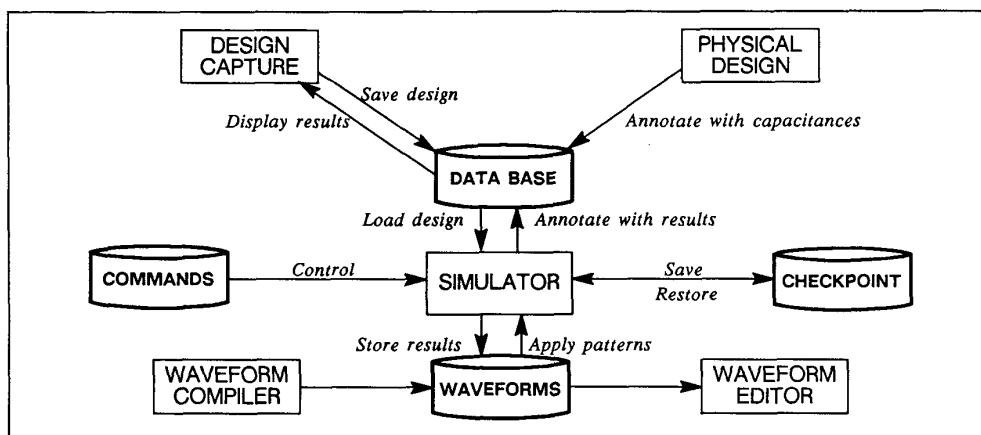 DESIGN
CAPTURE
PHYSICAL
DESIGN
Save design
Display results
Annotate with capacitances
DATA BASE
Load design
Annotate with results
COMMANDS
Control
SIMULATOR
Save
Restore
CHECKPOINT
Store results
Apply patterns
WAVEFORM
COMPILER
WAVEFORMS
WAVEFORM
EDITOR